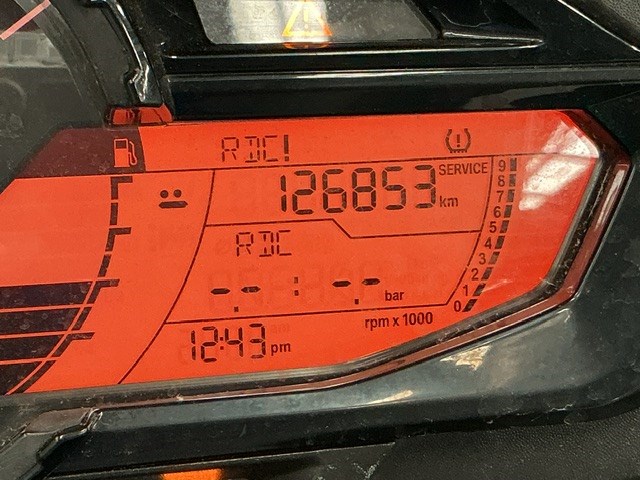 RDC!
SERVICE
126853 km
RDC
--.-- : --.-- bar
12:43 pm
rpm x 1000
9
8
7
6
5
4
3
2
1
0